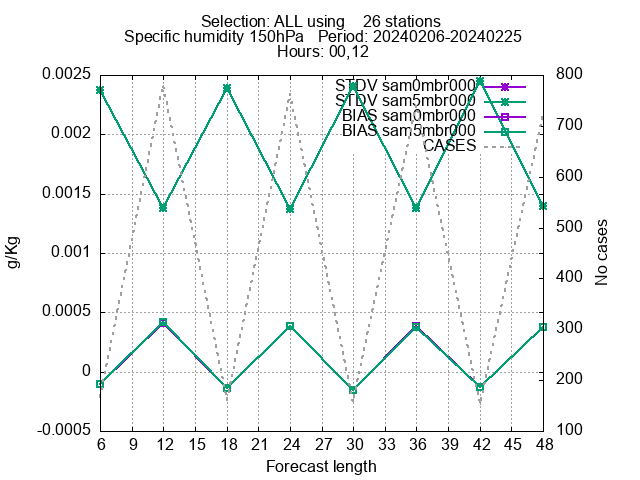 Selection: ALL using    26 stations
Specific humidity 150hPa   Period: 20240206-20240225
Hours: 00,12
STDV sam0mbr000
STDV sam5mbr000
BIAS sam0mbr000
BIAS sam5mbr000
CASES
0.0025
0.002
0.0015
0.001
0.0005
0
-0.0005
g/Kg
800
700
600
500
400
300
200
100
No cases
6 9 12 15 18 21 24 27 30 33 36 39 42 45 48
Forecast length